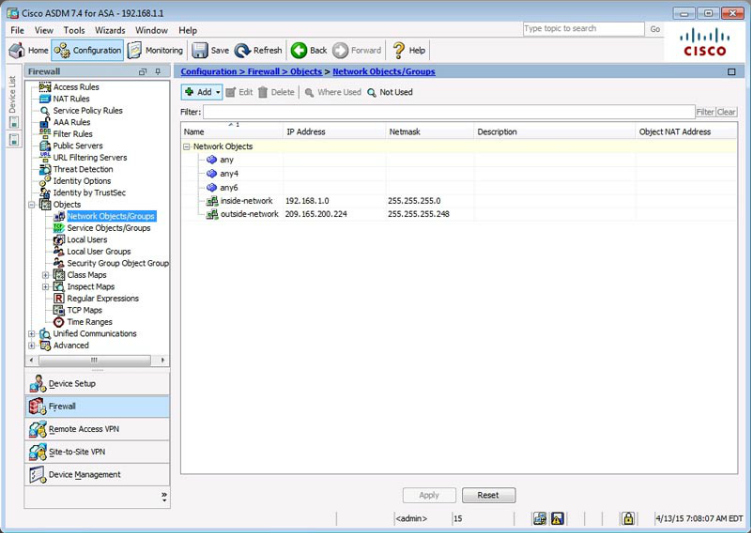 Cisco ASDM 7.4 for ASA - 192.168.1.1
File View Tools Wizards Window Help
Type topic to search Go
Home Configuration Monitoring Save Refresh Back Forward Help
CISCO
Device List
Firewall
Configuration > Firewall > Objects > Network Objects/Groups
Access Rules
NAT Rules
Service Policy Rules
AAA Rules
Filter Rules
Public Servers
URL Filtering Servers
Threat Detection
Identity Options
Identity by TrustSec
Objects
Network Objects/Groups
Service Objects/Groups
Local Users
Local User Groups
Security Group Object Group
Class Maps
Inspect Maps
Regular Expressions
TCP Maps
Time Ranges
Unified Communications
Advanced
Device Setup
Firewall
Remote Access VPN
Site-to-Site VPN
Device Management
Add Edit Delete Where Used Not Used
Filter: Filter Clear
1
Name IP Address Netmask Description Object NAT Address
Network Objects
any
any4
any6
inside-network 192.168.1.0 255.255.255.0
outside-network 209.165.200.224 255.255.255.248
Apply Reset
<admin> 15 4/13/15 7:08:07 AM EDT